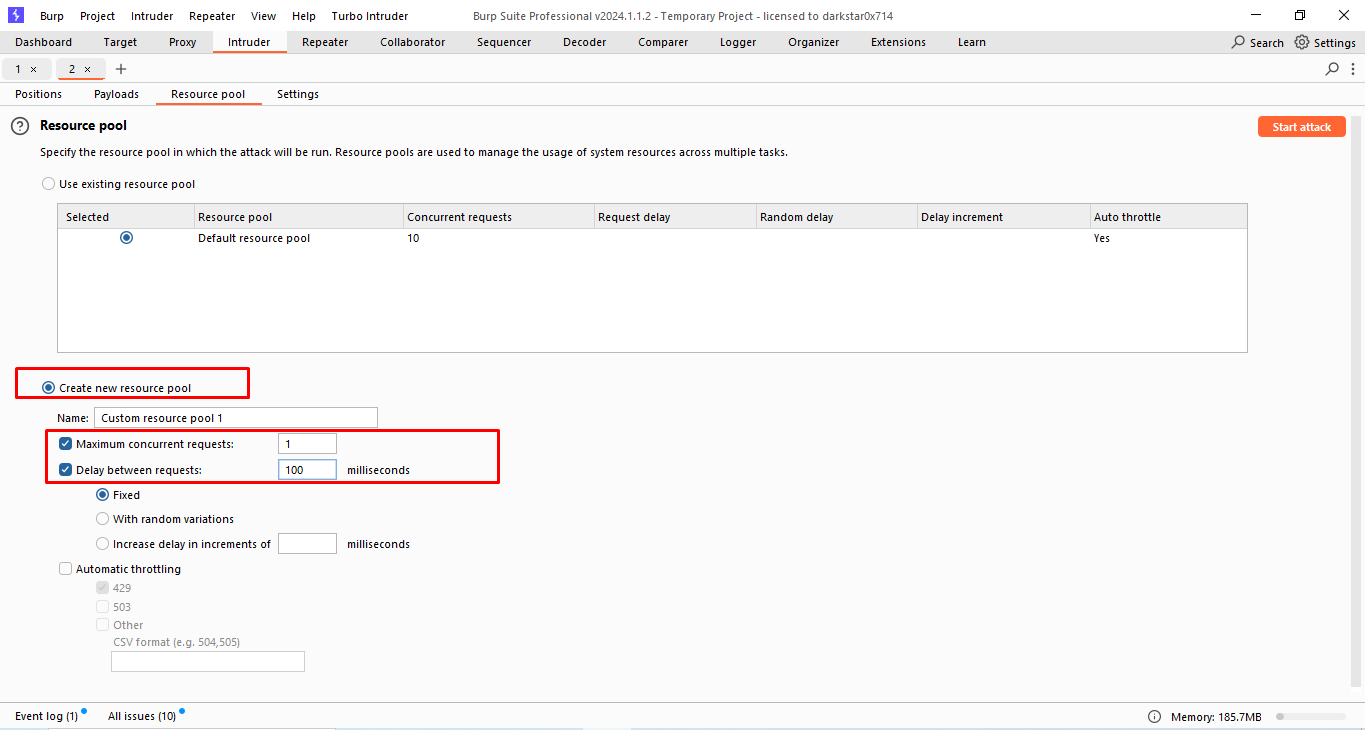 Burp Project Intruder Repeater View Help Turbo Intruder Burp Suite Professional v2024.1.1.2 - Temporary Project - licensed to darkstar0x714
Dashboard Target Proxy Intruder Repeater Collaborator Sequencer Decoder Comparer Logger Organizer Extensions Learn Search Settings
1 × 2 × +
Positions Payloads Resource pool Settings
? Resource pool Start attack
Specify the resource pool in which the attack will be run. Resource pools are used to manage the usage of system resources across multiple tasks.
Use existing resource pool
Selected Resource pool Concurrent requests Request delay Random delay Delay increment Auto throttle
Default resource pool 10 Yes
Create new resource pool
Name: Custom resource pool 1
Maximum concurrent requests: 1
Delay between requests: 100 milliseconds
Fixed
With random variations
Increase delay in increments of milliseconds
Automatic throttling
429
503
Other
CSV format (e.g. 504,505)
Event log (1) All issues (10) Memory: 185.7MB